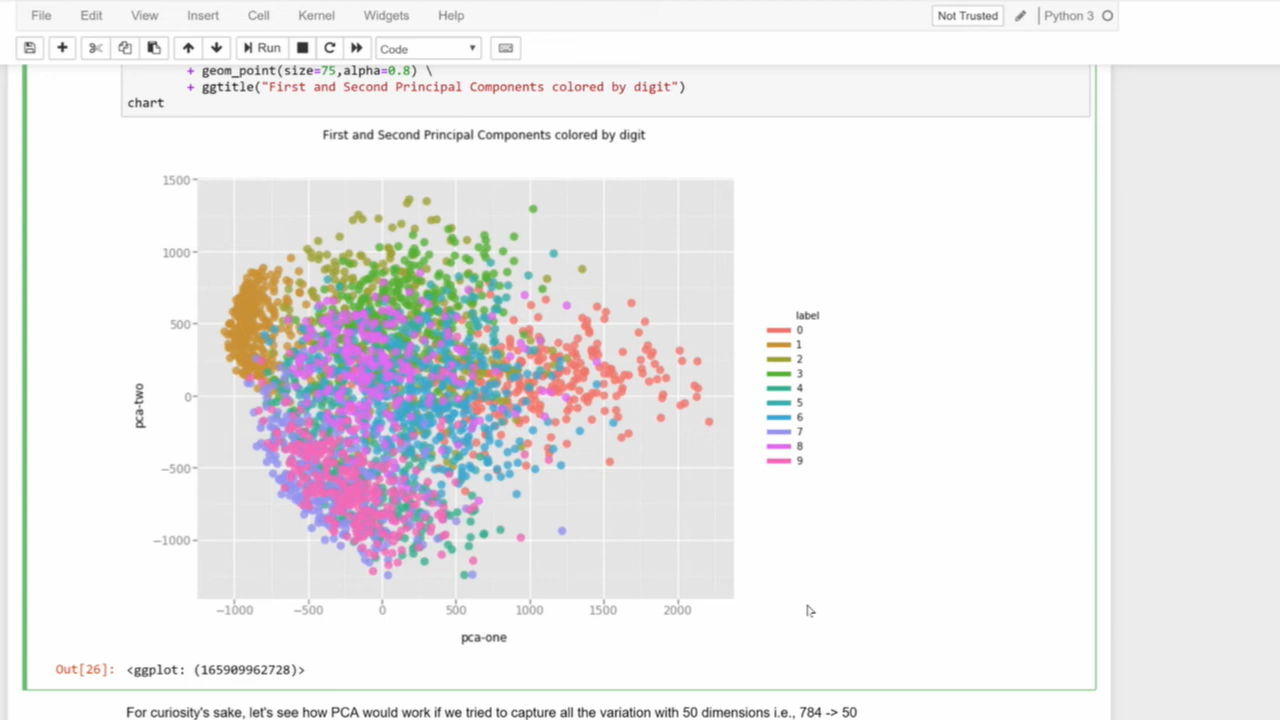 File Edit View Insert Cell Kernel Widgets Help Not Trusted Python 3
Run Code
+ geom_point(size=75,alpha=0.8) \
+ ggtitle("First and Second Principal Components colored by digit")
chart
First and Second Principal Components colored by digit
1500
1000
500
0
−500
−1000
pca-two
−1000 −500 0 500 1000 1500 2000
pca-one
label
0
1
2
3
4
5
6
7
8
9
Out[26]: <ggplot: (165909962728)>
For curiosity's sake, let's see how PCA would work if we tried to capture all the variation with 50 dimensions i.e., 784 -> 50